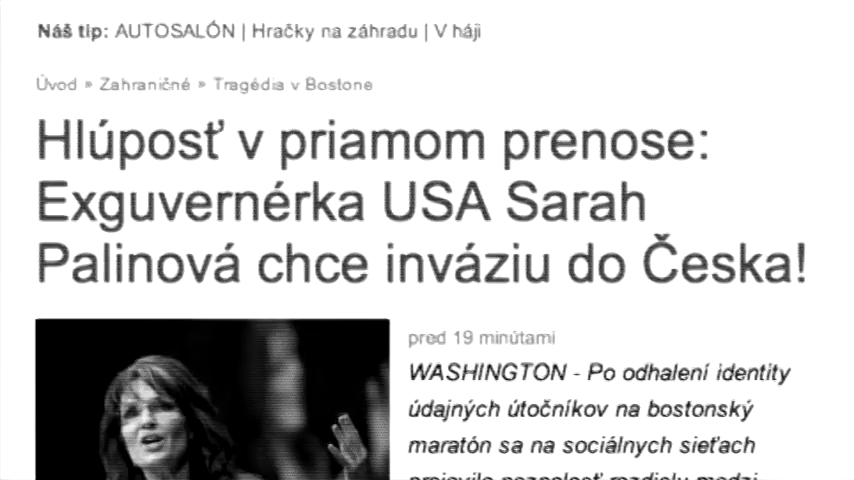 Náš tip: AUTOSALÓN | Hračky na záhradu | V háji
Úvod » Zahraničné » Tragédia v Bostone
Hlúposť v priamom prenose:
Exguvernérka USA Sarah
Palinová chce inváziu do Česka!
pred 19 minútami
WASHINGTON - Po odhalení identity
údajných útočníkov na bostonský
maratón sa na sociálnych sieťach